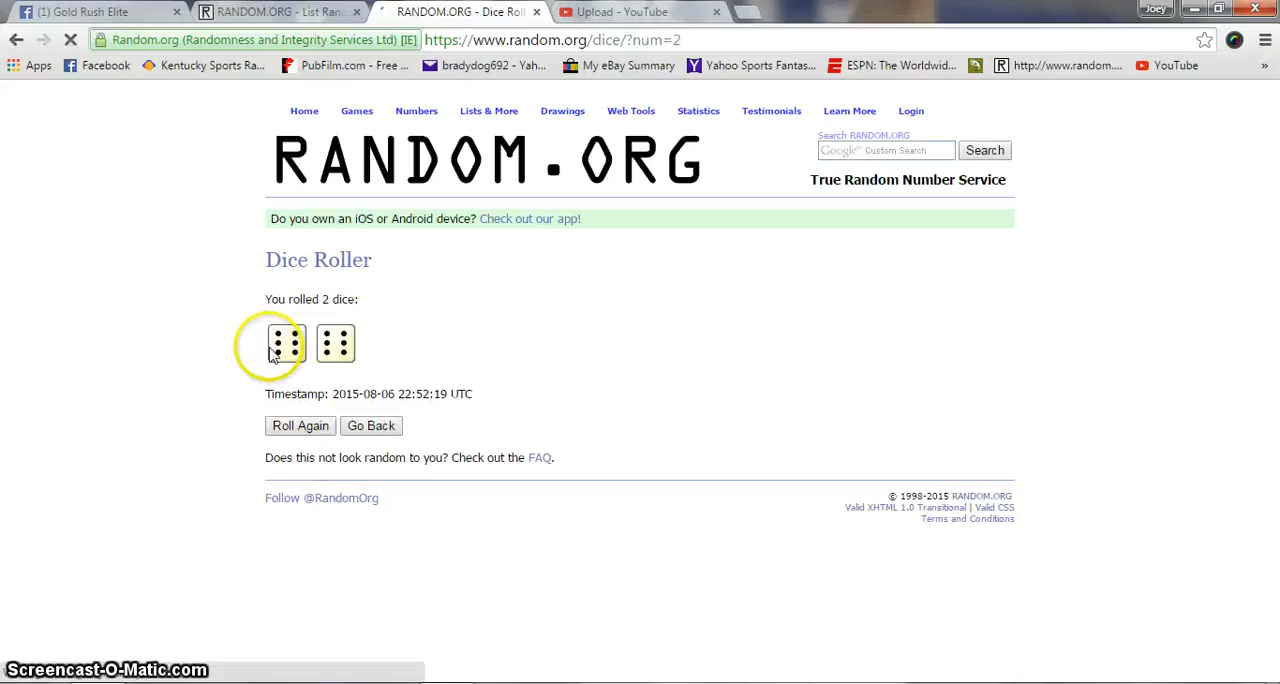 (1) Gold Rush Elite
RANDOM.ORG - List Ran
RANDOM.ORG - Dice Rol
Upload - YouTube
Joey
Random.org (Randomness and Integrity Services Ltd) [IE]
https://www.random.org/dice/?num=2
Apps
Facebook
Kentucky Sports Ra...
PubFilm.com - Free ...
bradydog692 - Yah...
My eBay Summary
Yahoo Sports Fantas...
ESPN: The Worldwid...
http://www.random....
YouTube
»
Home
Games
Numbers
Lists & More
Drawings
Web Tools
Statistics
Testimonials
Learn More
Login
RANDOM.ORG
Search RANDOM.ORG
Google™ Custom Search
Search
True Random Number Service
Do you own an iOS or Android device? Check out our app!
Dice Roller
You rolled 2 dice:
Timestamp: 2015-08-06 22:52:19 UTC
Roll Again
Go Back
Does this not look random to you? Check out the FAQ.
Follow @RandomOrg
© 1998-2015 RANDOM.ORG
Valid XHTML 1.0 Transitional | Valid CSS
Terms and Conditions
Screencast-O-Matic.com